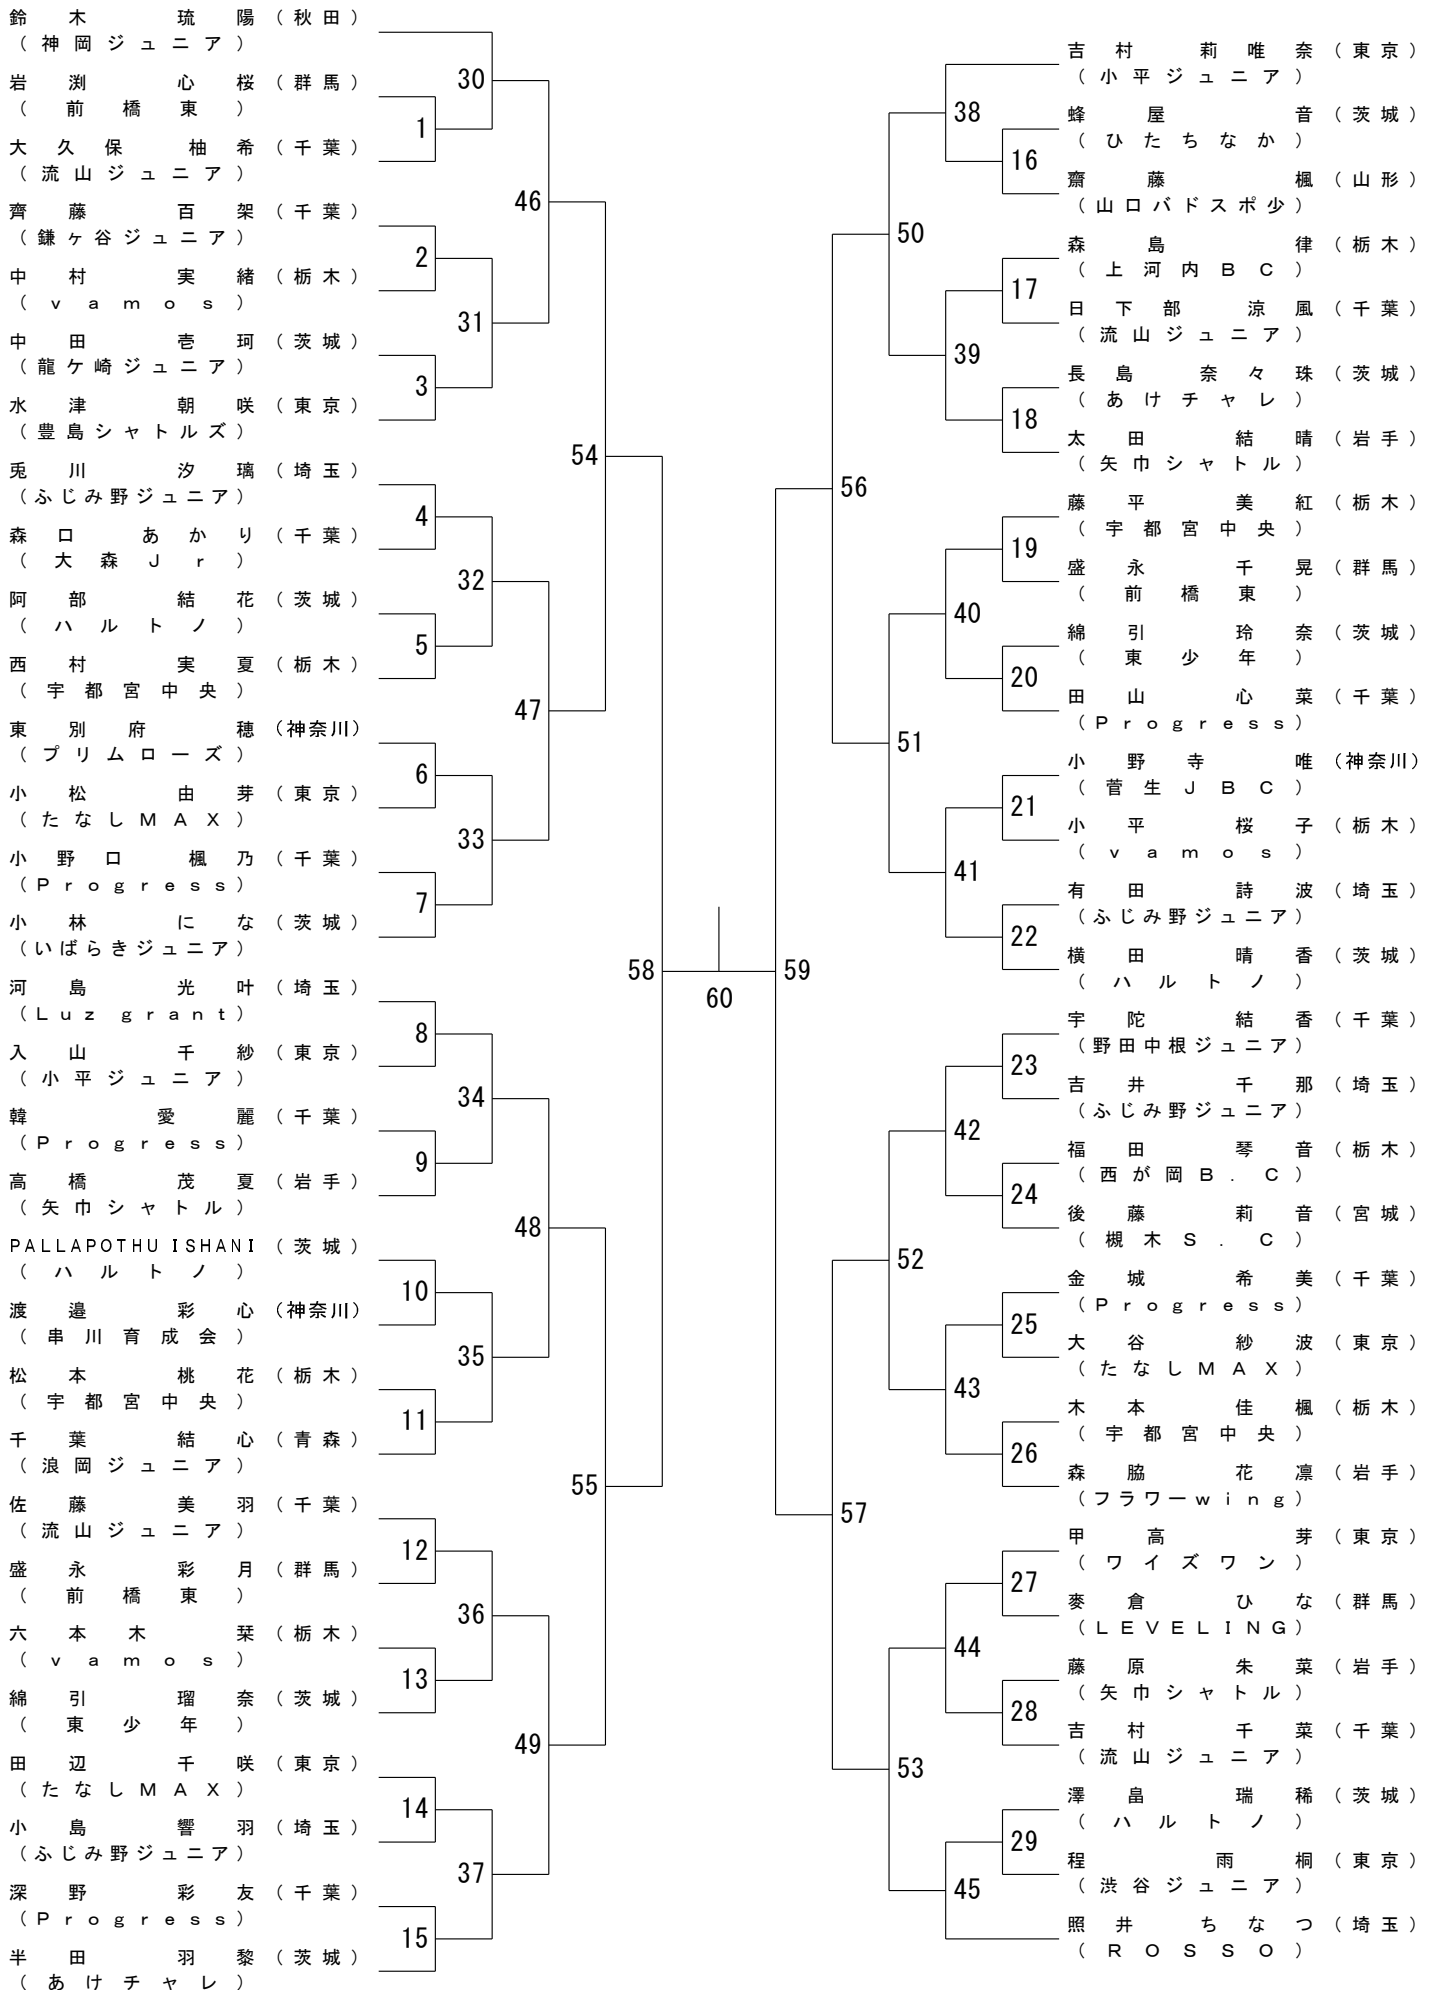 鈴木 琉陽 （秋田）
（神岡ジュニア）
30
岩渕 心桜 （群馬）
（前橋東）
1
大久保 柚希 （千葉）
（流山ジュニア）
46
齊藤 百架 （千葉）
（鎌ヶ谷ジュニア）
2
中村 実緒 （栃木）
（ｖａｍｏｓ）
31
中田 壱珂 （茨城）
（龍ケ崎ジュニア）
3
水津 朝咲 （東京）
（豊島シャトルズ）
54
兎川 汐璃 （埼玉）
（ふじみ野ジュニア）
4
森口 あかり （千葉）
（大森Ｊｒ）
32
阿部 結花 （茨城）
（ハルトノ）
5
西村 実夏 （栃木）
（宇都宮中央）
47
東別府 穂 （神奈川）
（プリムローズ）
6
小松 由芽 （東京）
（たなしＭＡＸ）
33
小野口 楓乃 （千葉）
（Ｐｒｏｇｒｅｓｓ）
7
小林 にな （茨城）
（いばらきジュニア）
58
河島 光叶 （埼玉）
（Ｌｕｚ ｇｒａｎｔ）
8
入山 千紗 （東京）
（小平ジュニア）
34
韓 愛麗 （千葉）
（Ｐｒｏｇｒｅｓｓ）
9
高橋 茂夏 （岩手）
（矢巾シャトル）
48
PALLAPOTHU ISHANI （茨城）
（ハルトノ）
10
渡邉 彩心 （神奈川）
（串川育成会）
35
松本 桃花 （栃木）
（宇都宮中央）
11
千葉 結心 （青森）
（浪岡ジュニア）
55
佐藤 美羽 （千葉）
（流山ジュニア）
12
盛永 彩月 （群馬）
（前橋東）
36
六本木 栞 （栃木）
（ｖａｍｏｓ）
13
綿引 瑠奈 （茨城）
（東少年）
49
田辺 千咲 （東京）
（たなしＭＡＸ）
14
小島 響羽 （埼玉）
（ふじみ野ジュニア）
37
深野 彩友 （千葉）
（Ｐｒｏｇｒｅｓｓ）
15
半田 羽黎 （茨城）
（あけチャレ）
60
吉村 莉唯奈 （東京）
（小平ジュニア）
38
蜂屋 音 （茨城）
（ひたちなか）
16
齋藤 楓 （山形）
（山口バドスポ少）
50
森島 律 （栃木）
（上河内ＢＣ）
17
日下部 涼風 （千葉）
（流山ジュニア）
39
長島 奈々珠 （茨城）
（あけチャレ）
18
太田 結晴 （岩手）
（矢巾シャトル）
56
藤平 美紅 （栃木）
（宇都宮中央）
19
盛永 千晃 （群馬）
（前橋東）
40
綿引 玲奈 （茨城）
（東少年）
20
田山 心菜 （千葉）
（Ｐｒｏｇｒｅｓｓ）
51
小野寺 唯 （神奈川）
（菅生ＪＢＣ）
21
小平 桜子 （栃木）
（ｖａｍｏｓ）
41
有田 詩波 （埼玉）
（ふじみ野ジュニア）
22
横田 晴香 （茨城）
（ハルトノ）
59
宇陀 結香 （千葉）
（野田中根ジュニア）
23
吉井 千那 （埼玉）
（ふじみ野ジュニア）
42
福田 琴音 （栃木）
（西が岡Ｂ．Ｃ）
24
後藤 莉音 （宮城）
（槻木Ｓ．Ｃ）
52
金城 希美 （千葉）
（Ｐｒｏｇｒｅｓｓ）
25
大谷 紗波 （東京）
（たなしＭＡＸ）
43
木本 佳楓 （栃木）
（宇都宮中央）
26
森脇 花凛 （岩手）
（フラワーｗｉｎｇ）
57
甲高 芽 （東京）
（ワイズワン）
27
麥倉 ひな （群馬）
（ＬＥＶＥＬＩＮＧ）
44
藤原 朱菜 （岩手）
（矢巾シャトル）
28
吉村 千菜 （千葉）
（流山ジュニア）
53
澤畠 瑞稀 （茨城）
（ハルトノ）
29
程 雨桐 （東京）
（渋谷ジュニア）
45
照井 ちなつ （埼玉）
（ＲＯＳＳＯ）